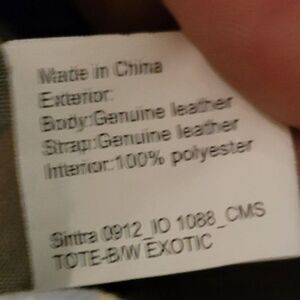 Made in China
Exterior:
Body:Genuine leather
Strap:Genuine leather
Interior:100% polyester
Sintra 0912_IO 1088_CMS
TOTE-B/W EXOTIC